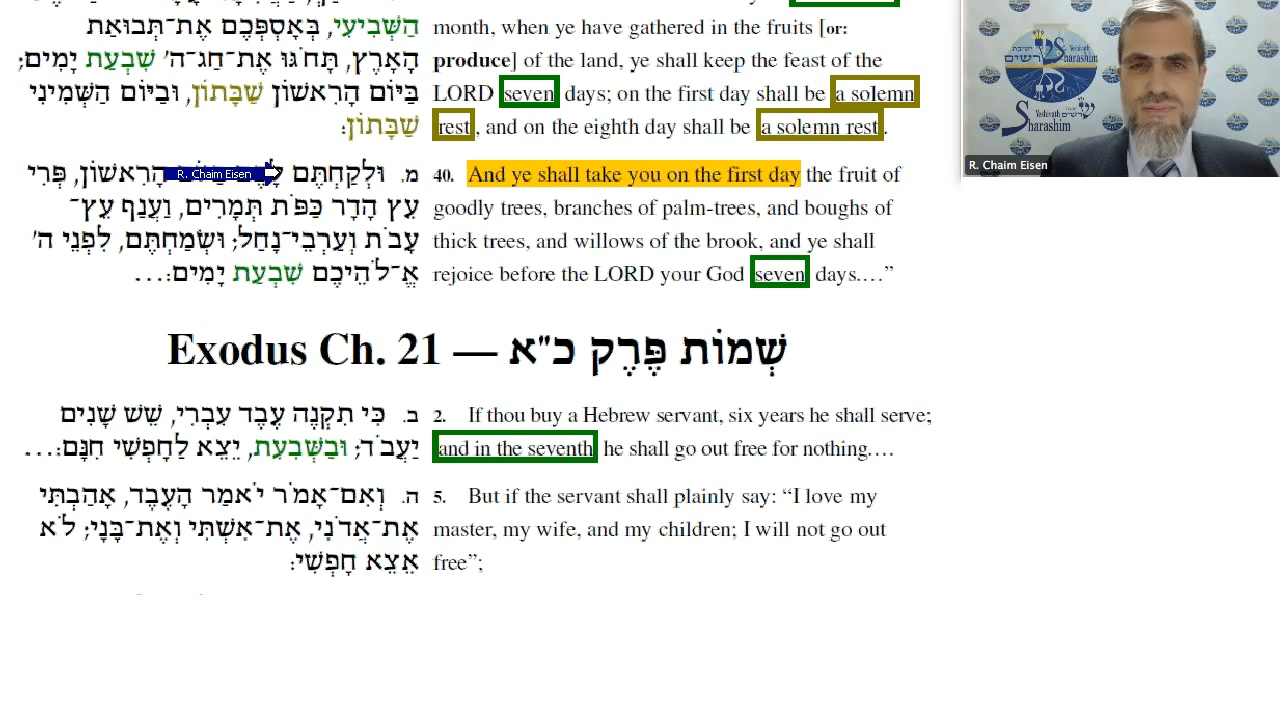 הַשְּׁבִיעִי, בְּאָסְפְּכֶם אֶת־תְּבוּאַת
הָאָרֶץ, תָּחֹגּוּ אֶת־חַג־ה' שִׁבְעַת יָמִים;
בַּיּוֹם הָרִאשׁוֹן שַׁבָּתוֹן, וּבַיּוֹם הַשְּׁמִינִי
שַׁבָּתוֹן:
month, when ye have gathered in the fruits [or:
produce] of the land, ye shall keep the feast of the
LORD seven days; on the first day shall be a solemn
rest, and on the eighth day shall be a solemn rest.
מ. וּלְקַחְתֶּם הָרִאשׁוֹן, פְּרִי
עֵץ הָדָר כַּפֹּת תְּמָרִים, וַעֲנַף עֵץ־
עָבֹת וְעַרְבֵי־נָחַל; וּשְׂמַחְתֶּם, לִפְנֵי ה'
אֱ־לֹהֵיכֶם שִׁבְעַת יָמִים:...
R. Chaim Eisen
40. And ye shall take you on the first day the fruit of
goodly trees, branches of palm-trees, and boughs of
thick trees, and willows of the brook, and ye shall
rejoice before the LORD your God seven days....”
Exodus Ch. 21 — שְׁמוֹת פֶּרֶק כ"א
ב. כִּי תִקְנֶה עֶבֶד עִבְרִי, שֵׁשׁ שָׁנִים
יַעֲבֹד; וּבַשְּׁבִעִת, יֵצֵא לַחָפְשִׁי חִנָּם:...
2. If thou buy a Hebrew servant, six years he shall serve;
and in the seventh he shall go out free for nothing....
ה. וְאִם־אָמֹר יֹאמַר הָעֶבֶד, אָהַבְתִּי
אֶת־אֲדֹנִי, אֶת־אִשְׁתִּי וְאֶת־בָּנָי; לֹא
אֵצֵא חָפְשִׁי:
5. But if the servant shall plainly say: “I love my
master, my wife, and my children; I will not go out
free”;
ישיבת שרשים
Yeshivath
Sharashim
Yeshivath ישיבת שרשים
Sharashim
R. Chaim Eisen